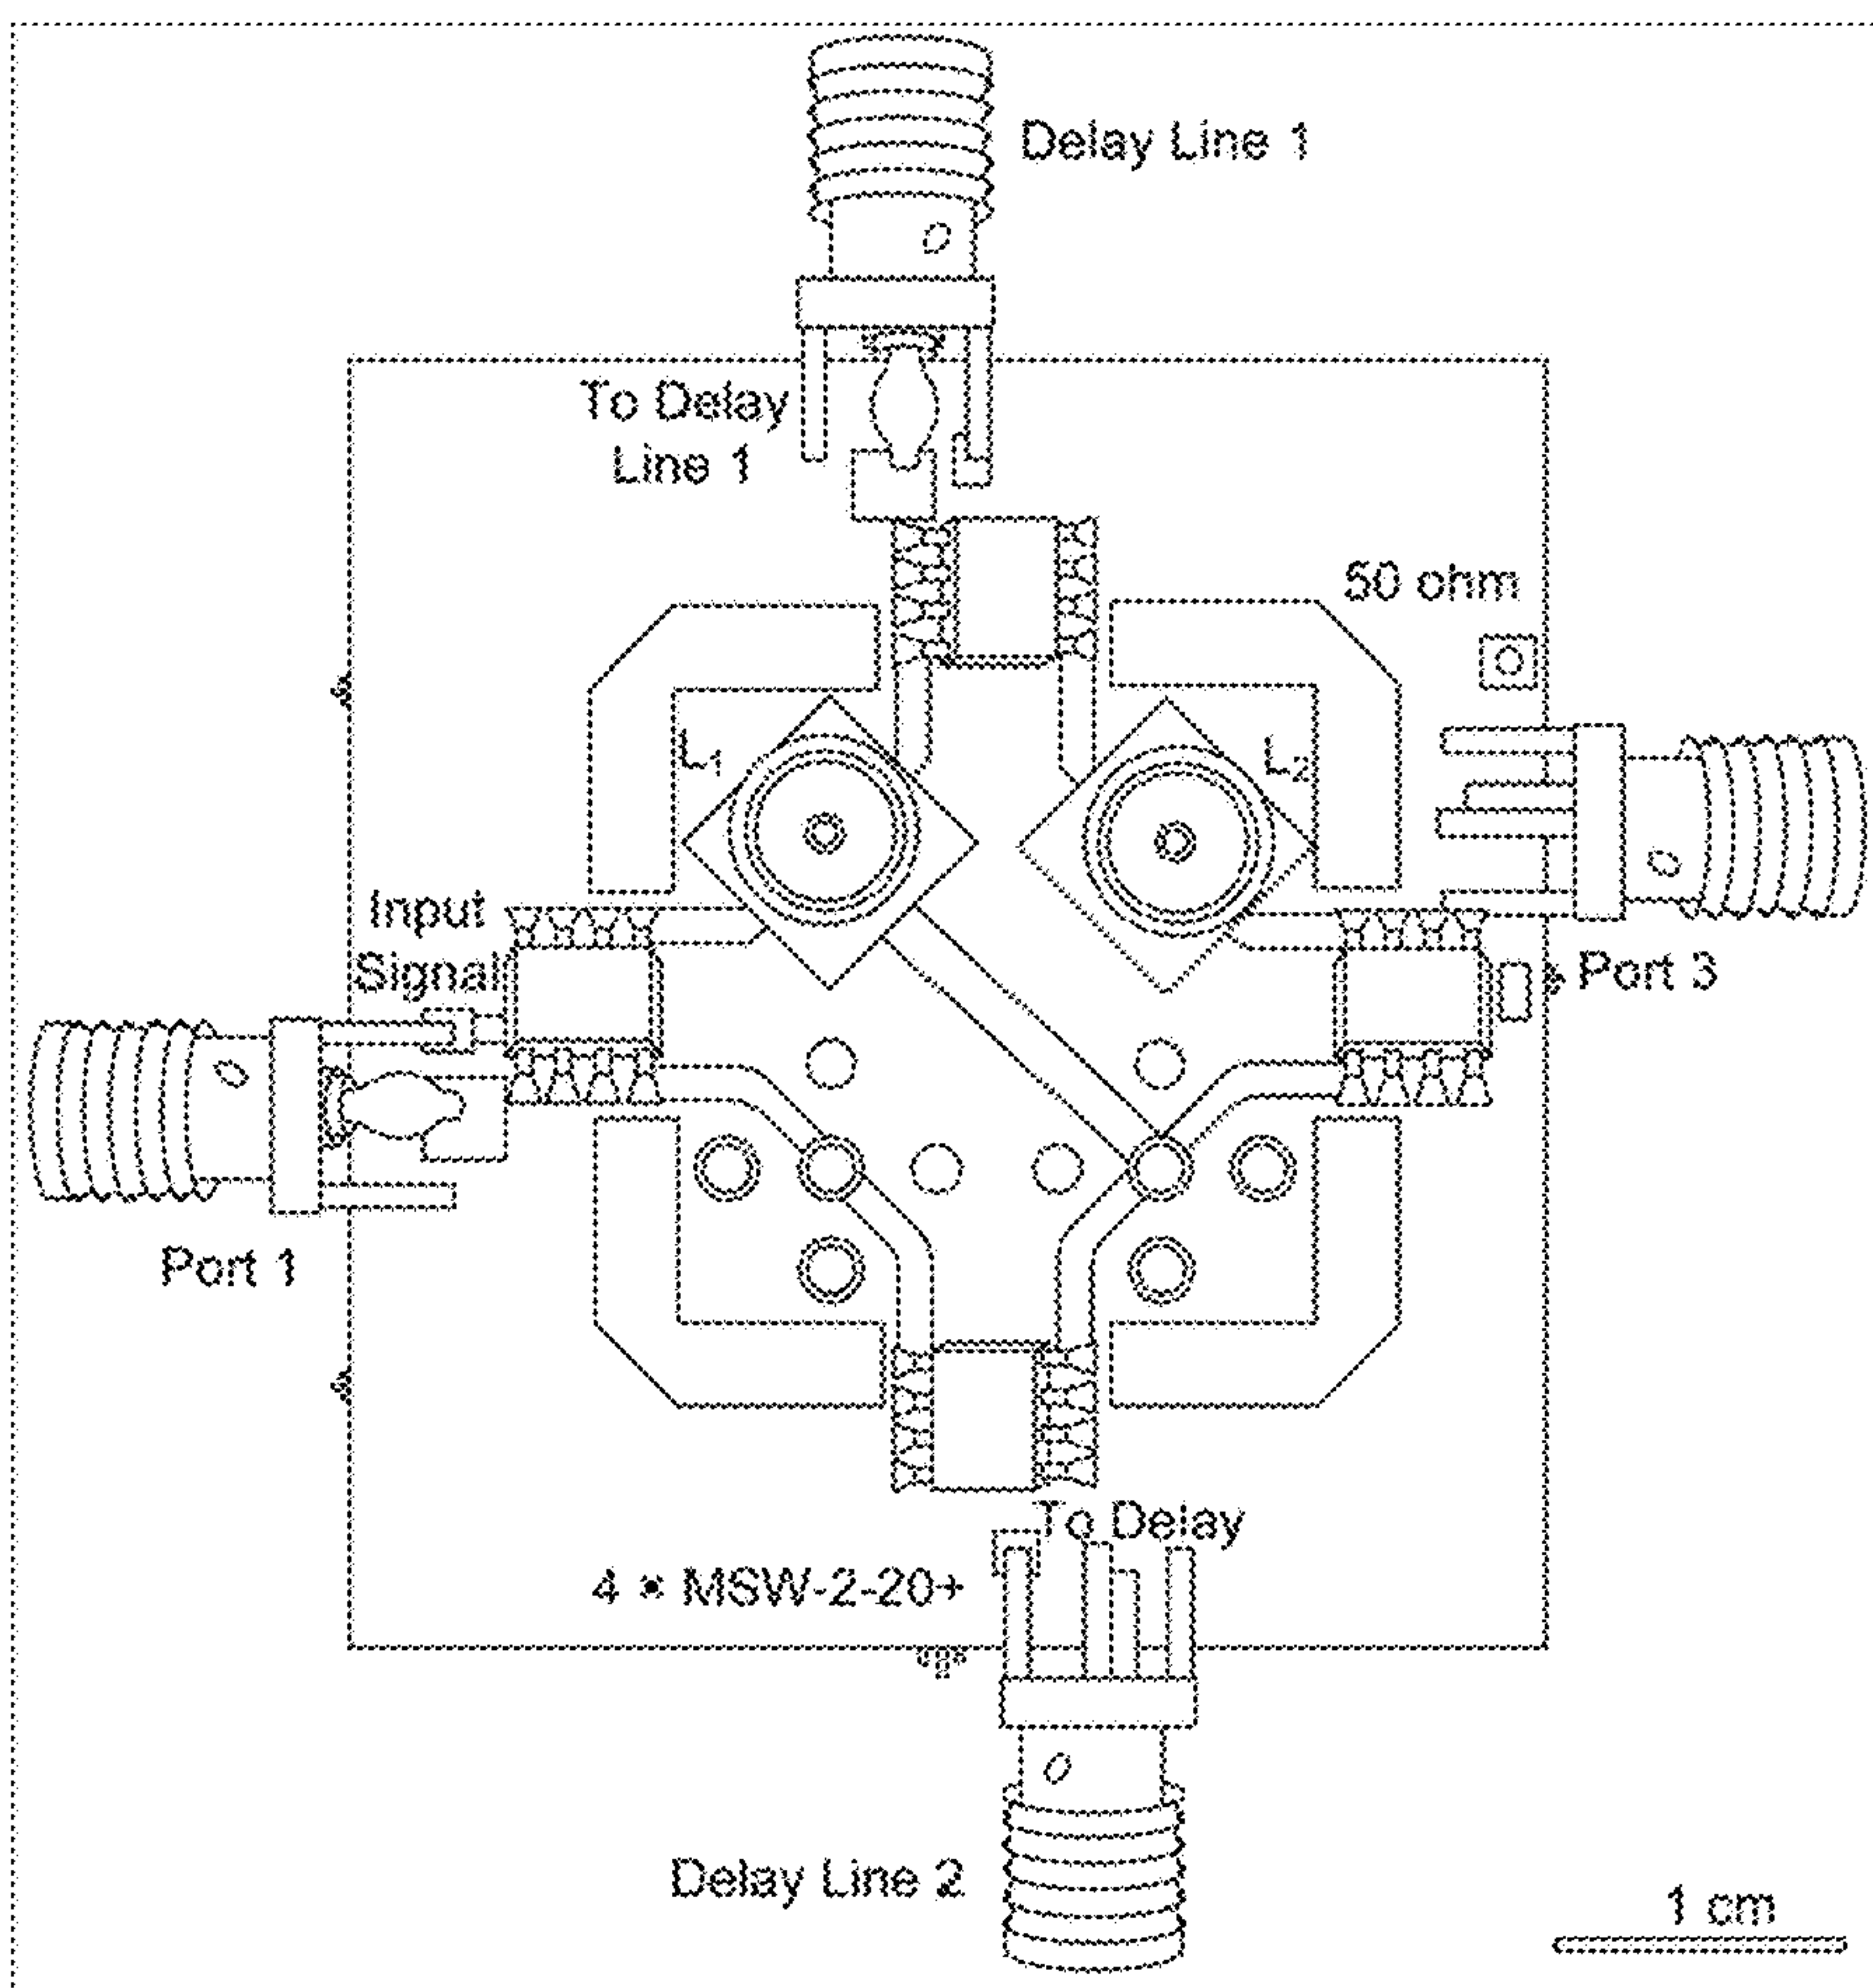 Delay Line 1
To Delay
Line 1
50 ohm
L1
L2
Input
Signal
Port 3
Port 1
To Delay
4 × MSW-2-20+
Delay Line 2
1 cm